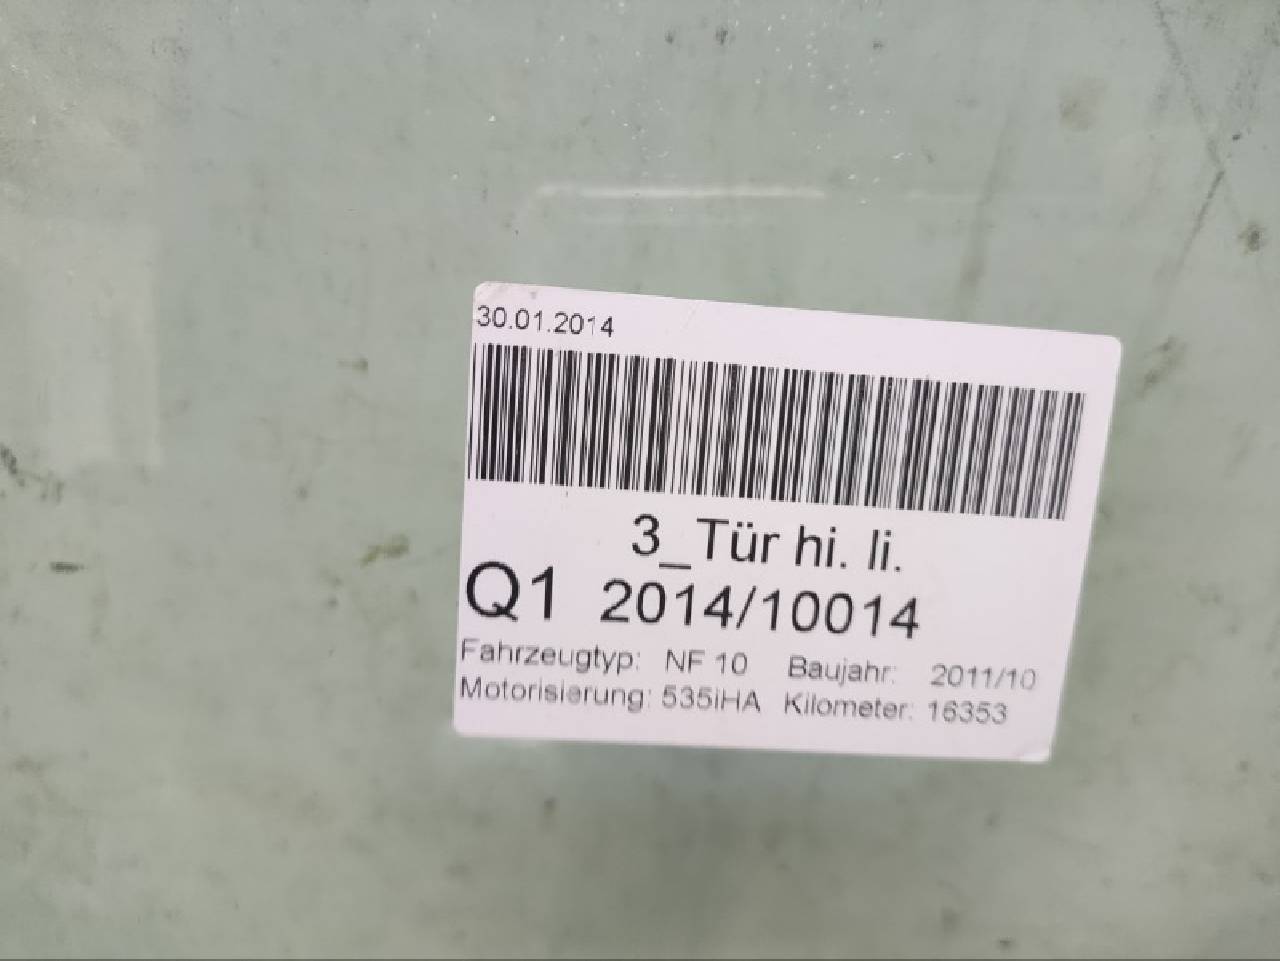 30.01.2014
3_Tür hi. li.
Q1 2014/10014
Fahrzeugtyp: NF 10 Baujahr: 2011/10
Motorisierung: 535iHA Kilometer: 16353